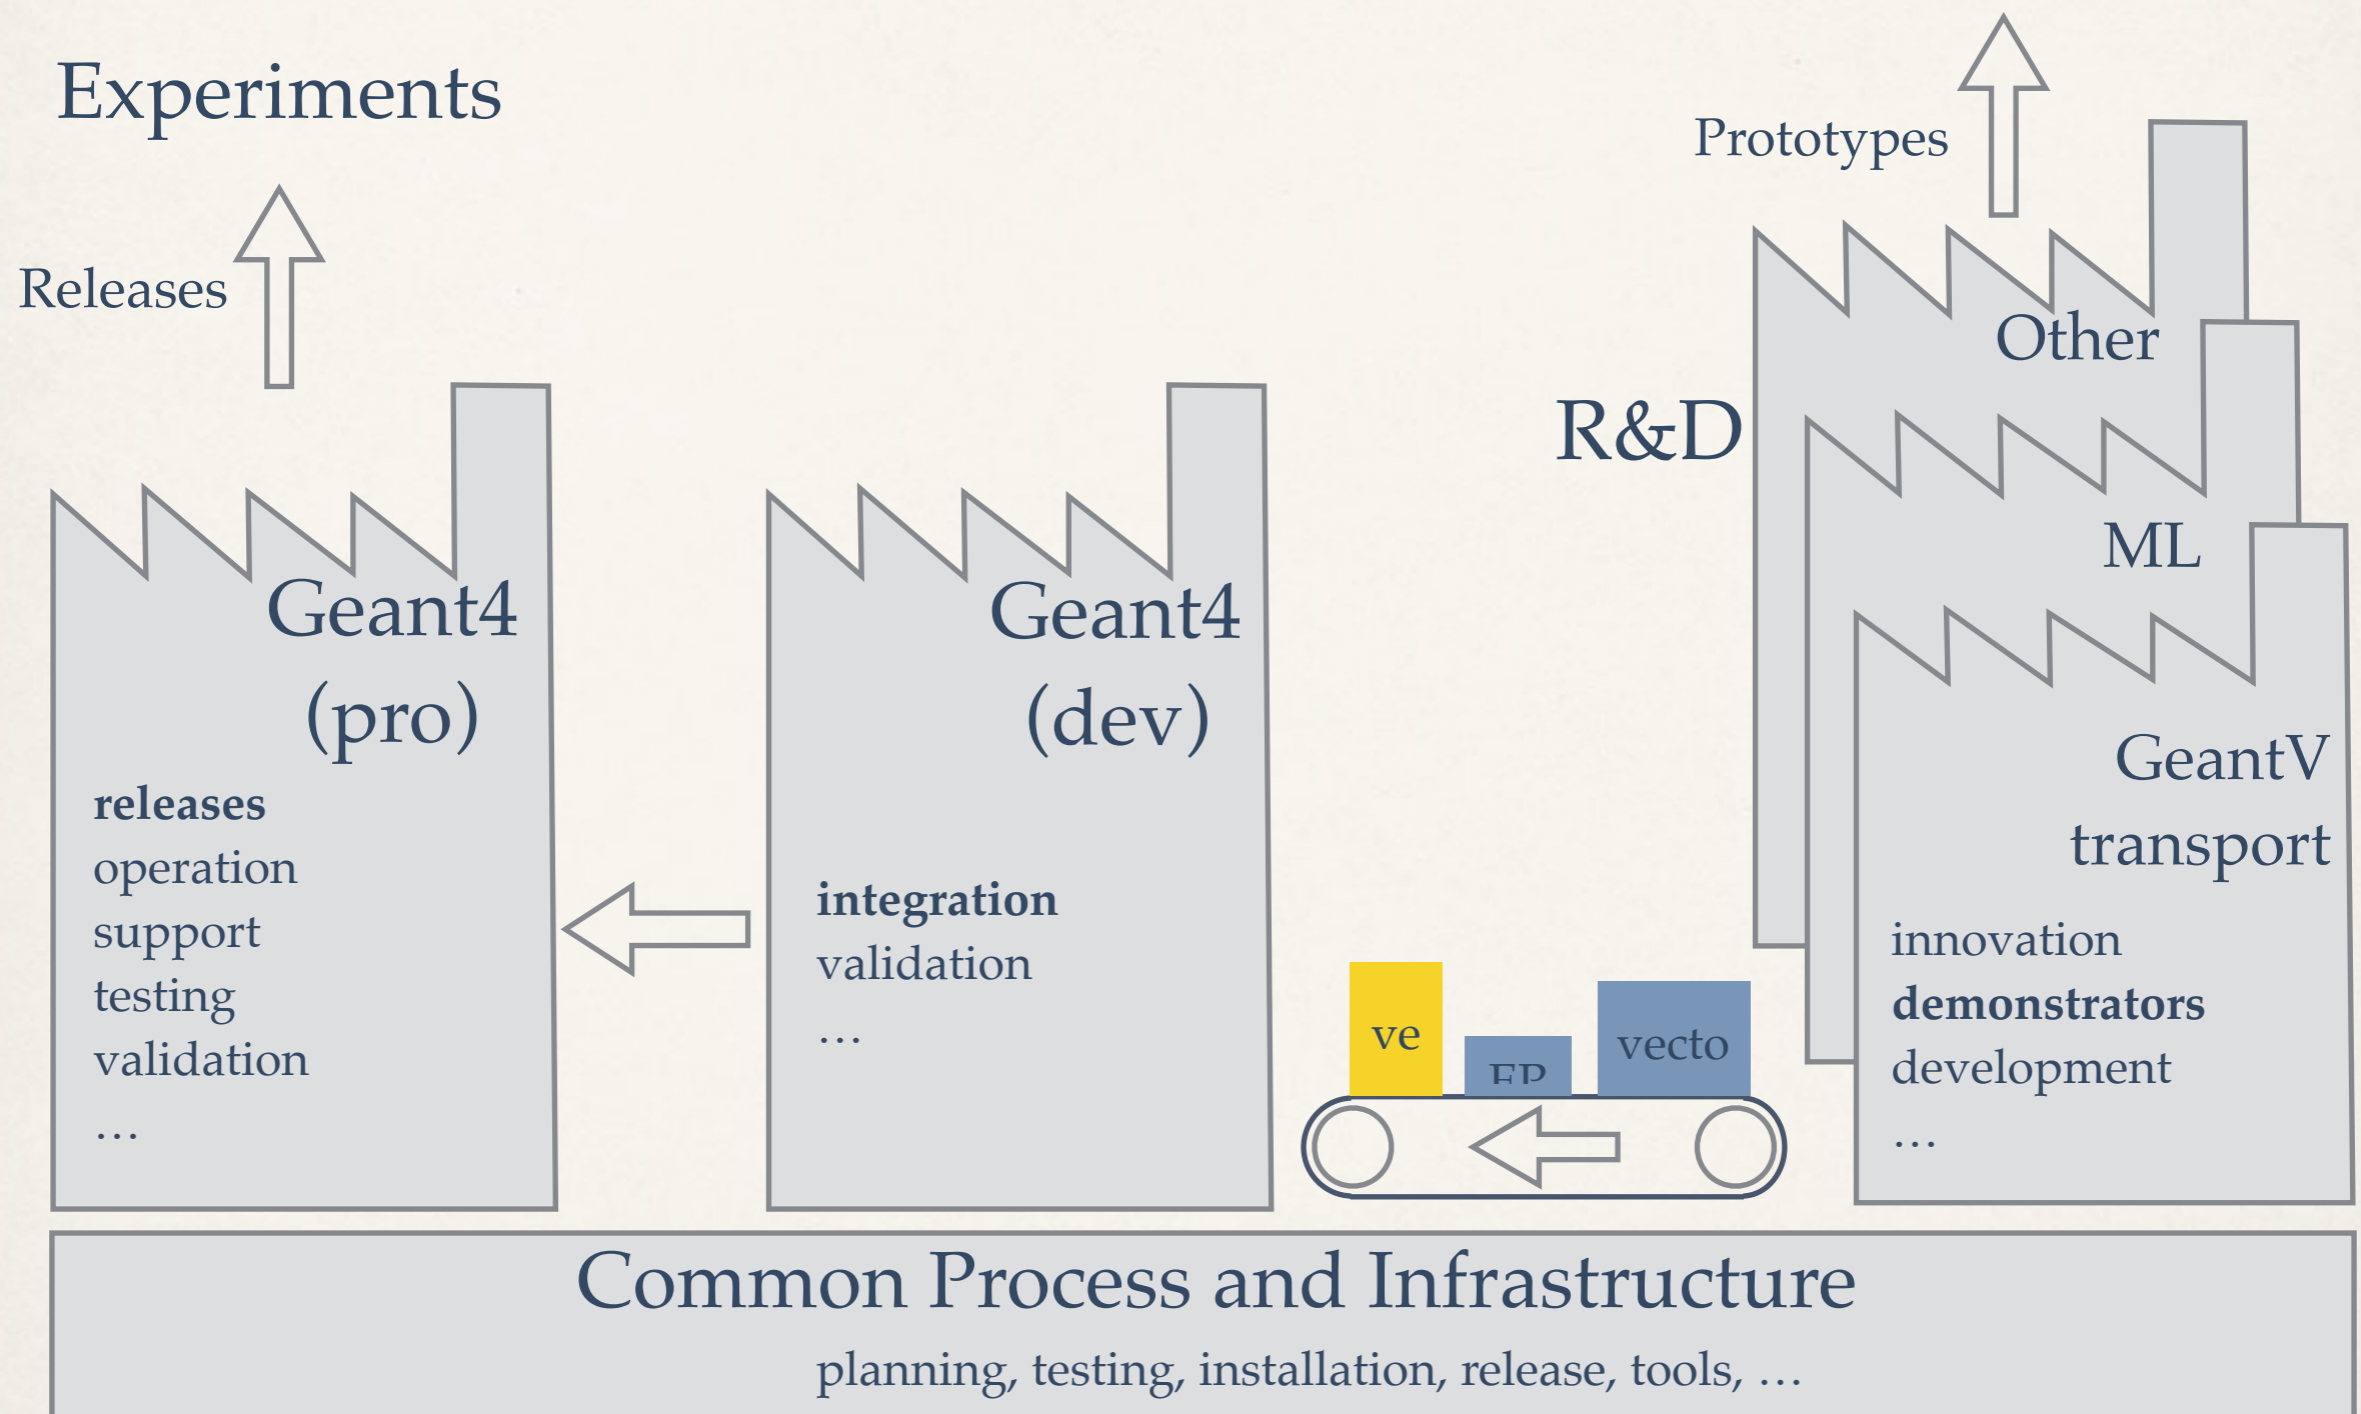 Experiments
Releases
Geant4
(pro)
releases
operation
support
testing
validation
…
Geant4
(dev)
integration
validation
…
Prototypes
R&D
Other
ML
GeantV
transport
innovation
demonstrators
development
…
ve
vecto
Common Process and Infrastructure
planning, testing, installation, release, tools, …